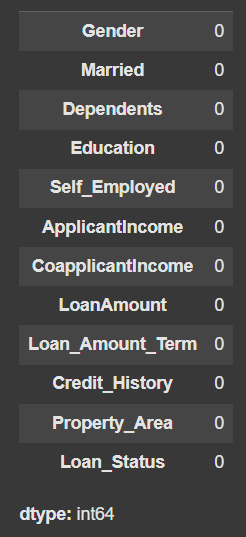 Gender 0
Married 0
Dependents 0
Education 0
Self_Employed 0
ApplicantIncome 0
CoapplicantIncome 0
LoanAmount 0
Loan_Amount_Term 0
Credit_History 0
Property_Area 0
Loan_Status 0
dtype: int64